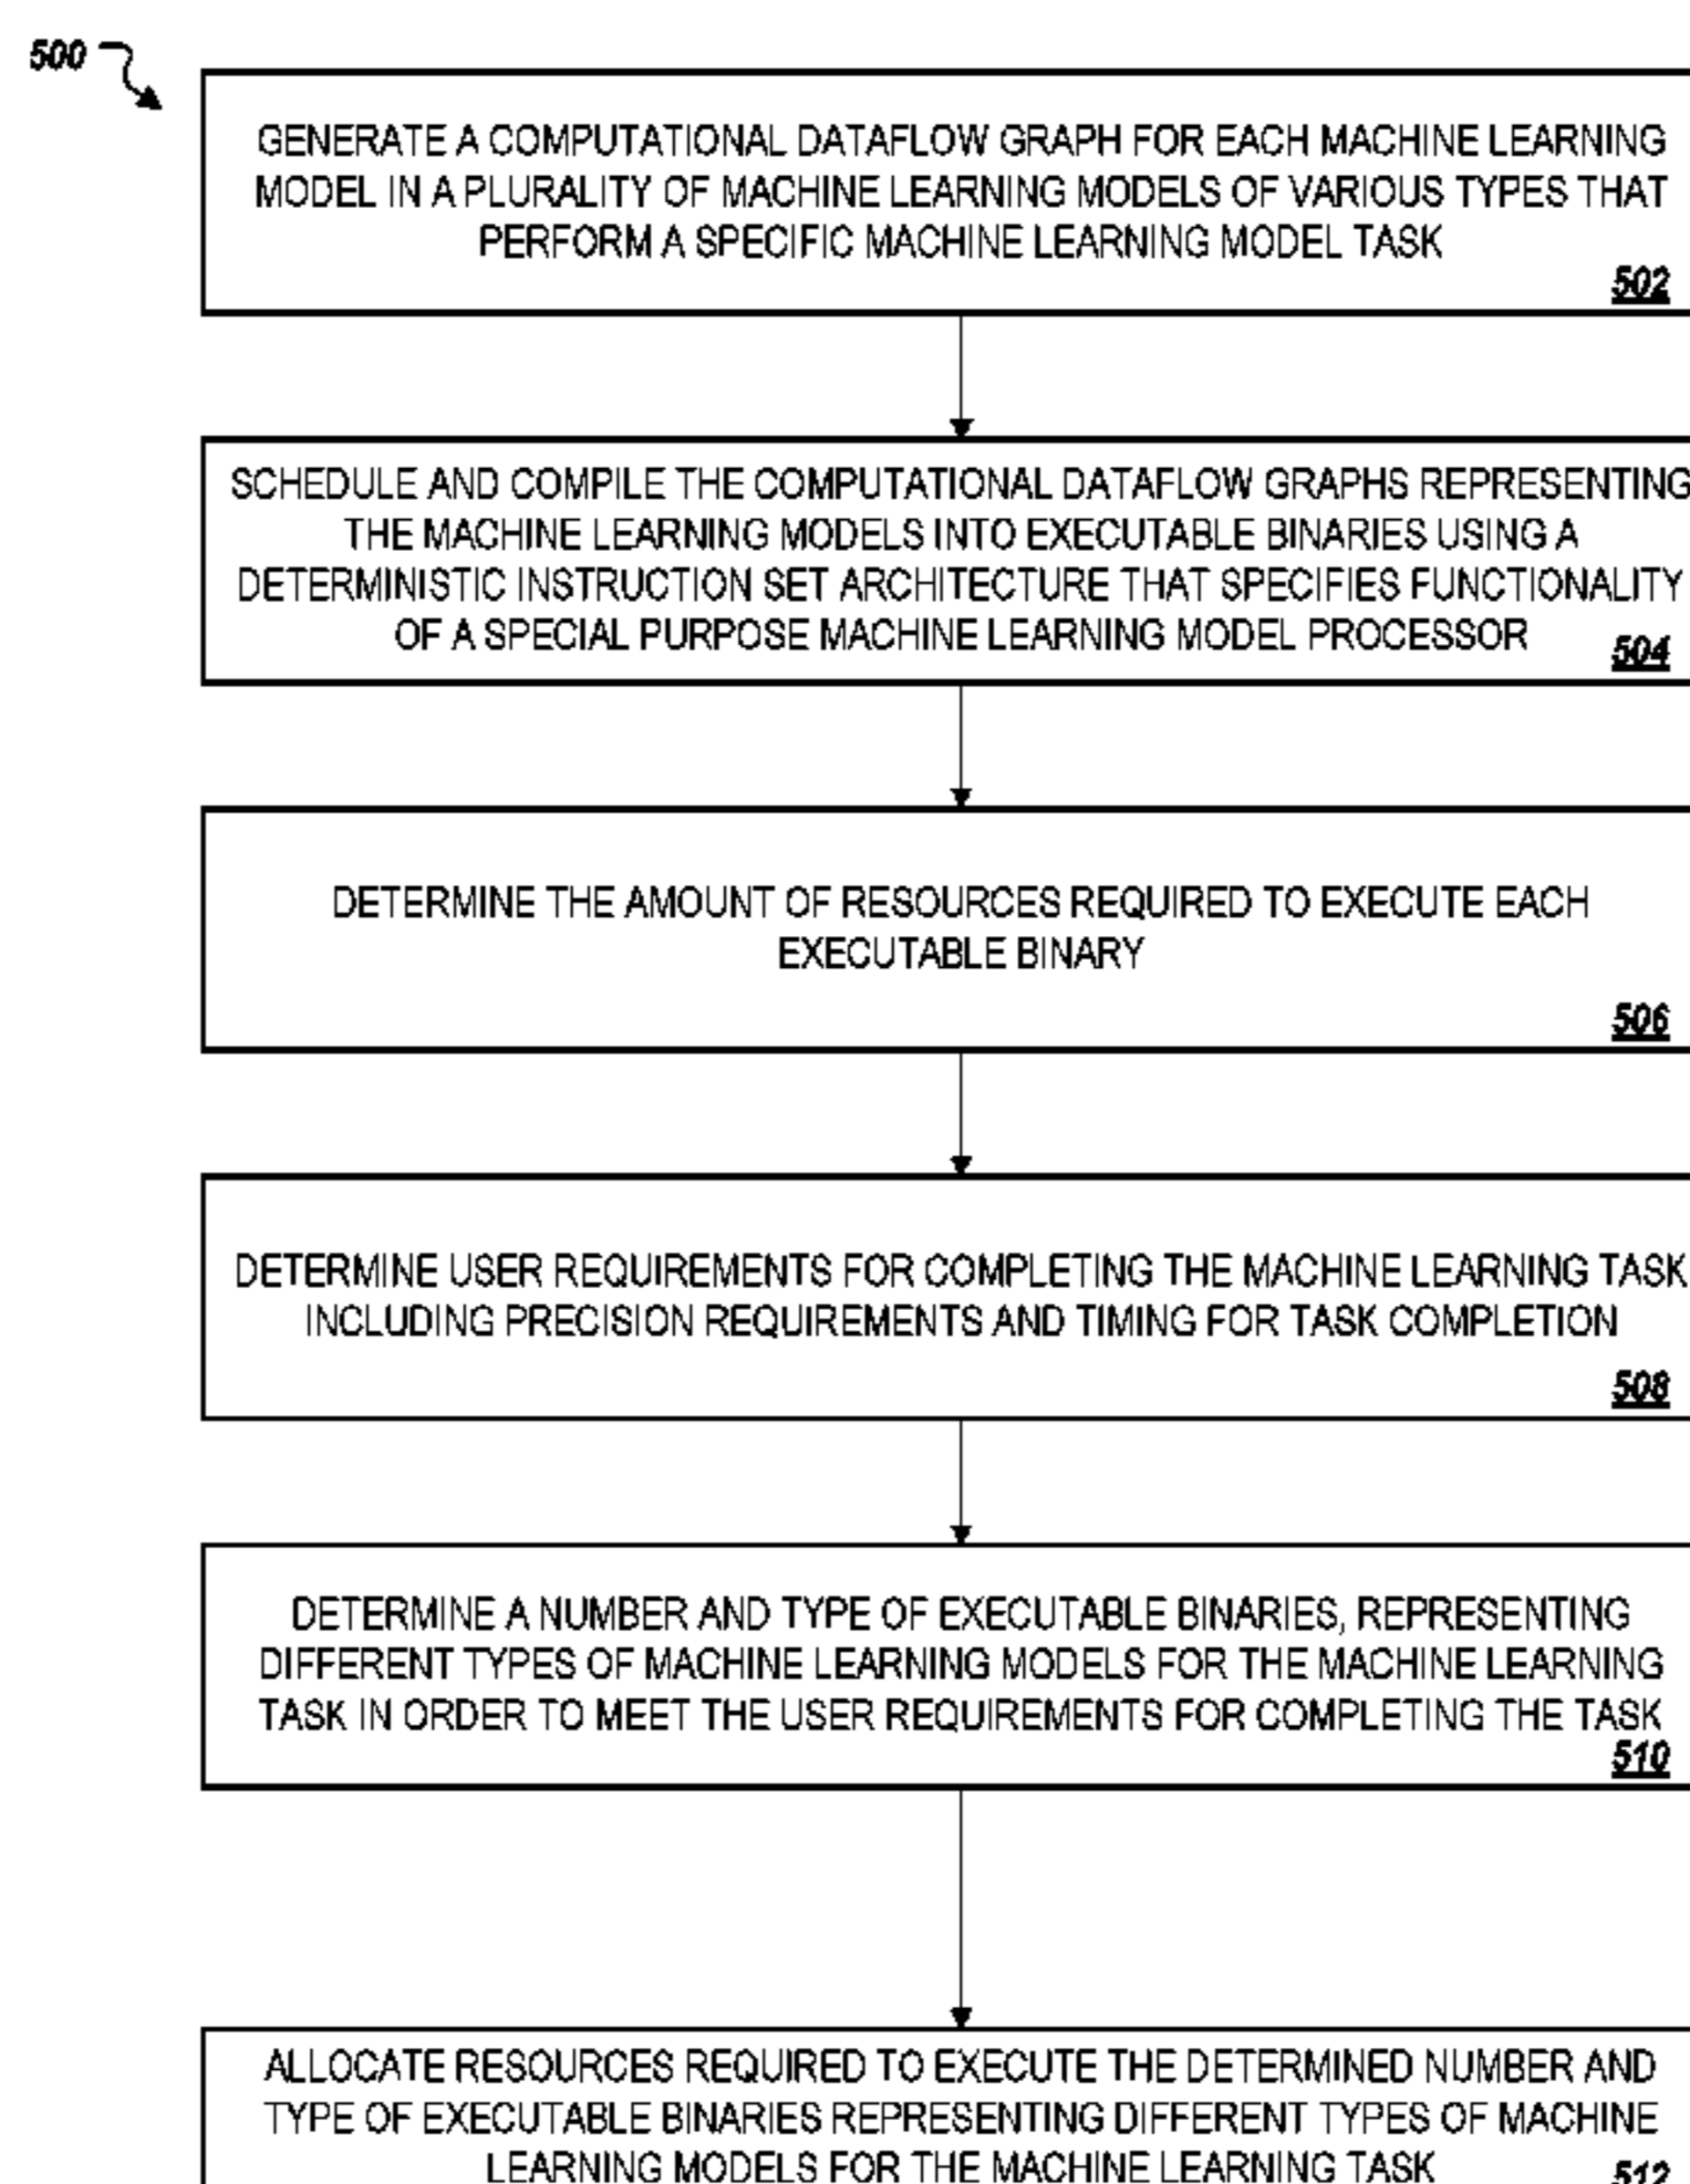 500
GENERATE A COMPUTATIONAL DATAFLOW GRAPH FOR EACH MACHINE LEARNING
MODEL IN A PLURALITY OF MACHINE LEARNING MODELS OF VARIOUS TYPES THAT
PERFORM A SPECIFIC MACHINE LEARNING MODEL TASK
502
SCHEDULE AND COMPILE THE COMPUTATIONAL DATAFLOW GRAPHS REPRESENTING
THE MACHINE LEARNING MODELS INTO EXECUTABLE BINARIES USING A
DETERMINISTIC INSTRUCTION SET ARCHITECTURE THAT SPECIFIES FUNCTIONALITY
OF A SPECIAL PURPOSE MACHINE LEARNING MODEL PROCESSOR
504
DETERMINE THE AMOUNT OF RESOURCES REQUIRED TO EXECUTE EACH
EXECUTABLE BINARY
506
DETERMINE USER REQUIREMENTS FOR COMPLETING THE MACHINE LEARNING TASK
INCLUDING PRECISION REQUIREMENTS AND TIMING FOR TASK COMPLETION
508
DETERMINE A NUMBER AND TYPE OF EXECUTABLE BINARIES, REPRESENTING
DIFFERENT TYPES OF MACHINE LEARNING MODELS FOR THE MACHINE LEARNING
TASK IN ORDER TO MEET THE USER REQUIREMENTS FOR COMPLETING THE TASK
510
ALLOCATE RESOURCES REQUIRED TO EXECUTE THE DETERMINED NUMBER AND
TYPE OF EXECUTABLE BINARIES REPRESENTING DIFFERENT TYPES OF MACHINE
LEARNING MODELS FOR THE MACHINE LEARNING TASK
512